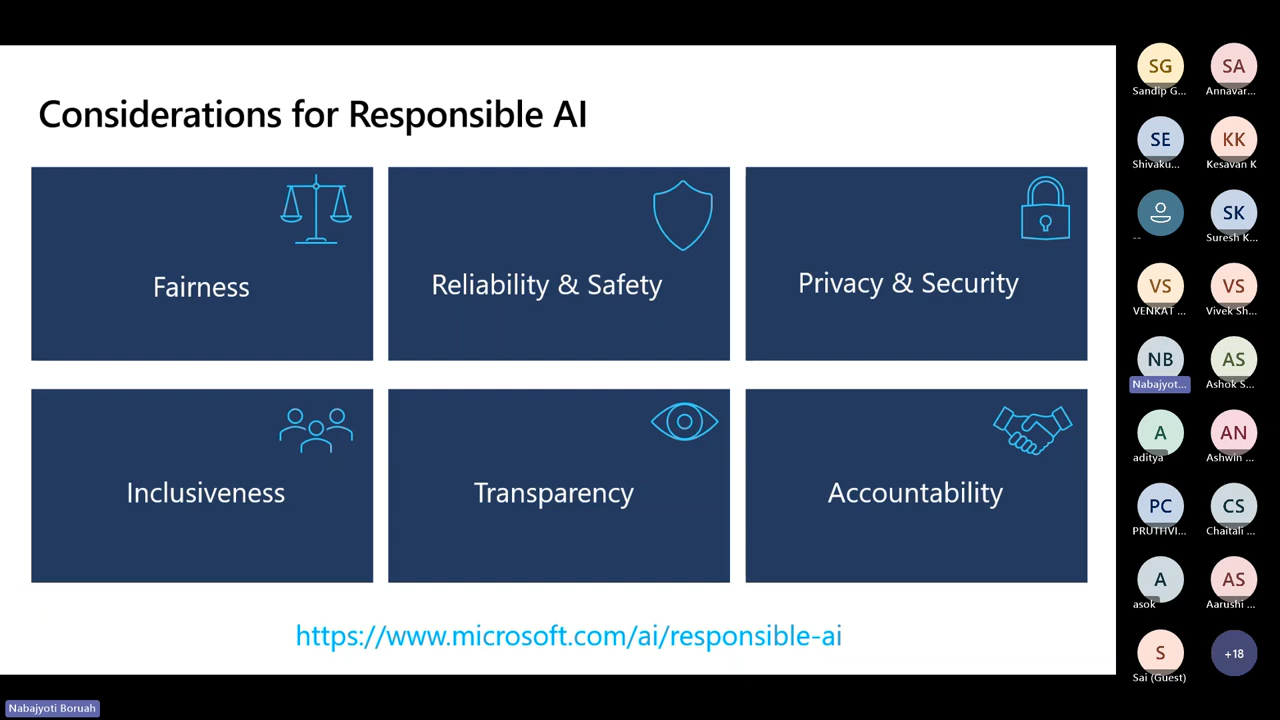 Considerations for Responsible AI
Fairness
Reliability & Safety
Privacy & Security
Inclusiveness
Transparency
Accountability
https://www.microsoft.com/ai/responsible-ai
SG
Sandip G...
SA
Annavar...
SE
Shivaku...
KK
Kesavan K
--
SK
Suresh K...
VS
VENKAT ...
VS
Vivek Sh...
NB
Nabajyot...
AS
Ashok S...
A
aditya
AN
Ashwin ...
PC
PRUTHVI...
CS
Chaitali ...
A
asok
AS
Aarushi ...
S
Sai (Guest)
+18
Nabajyoti Boruah